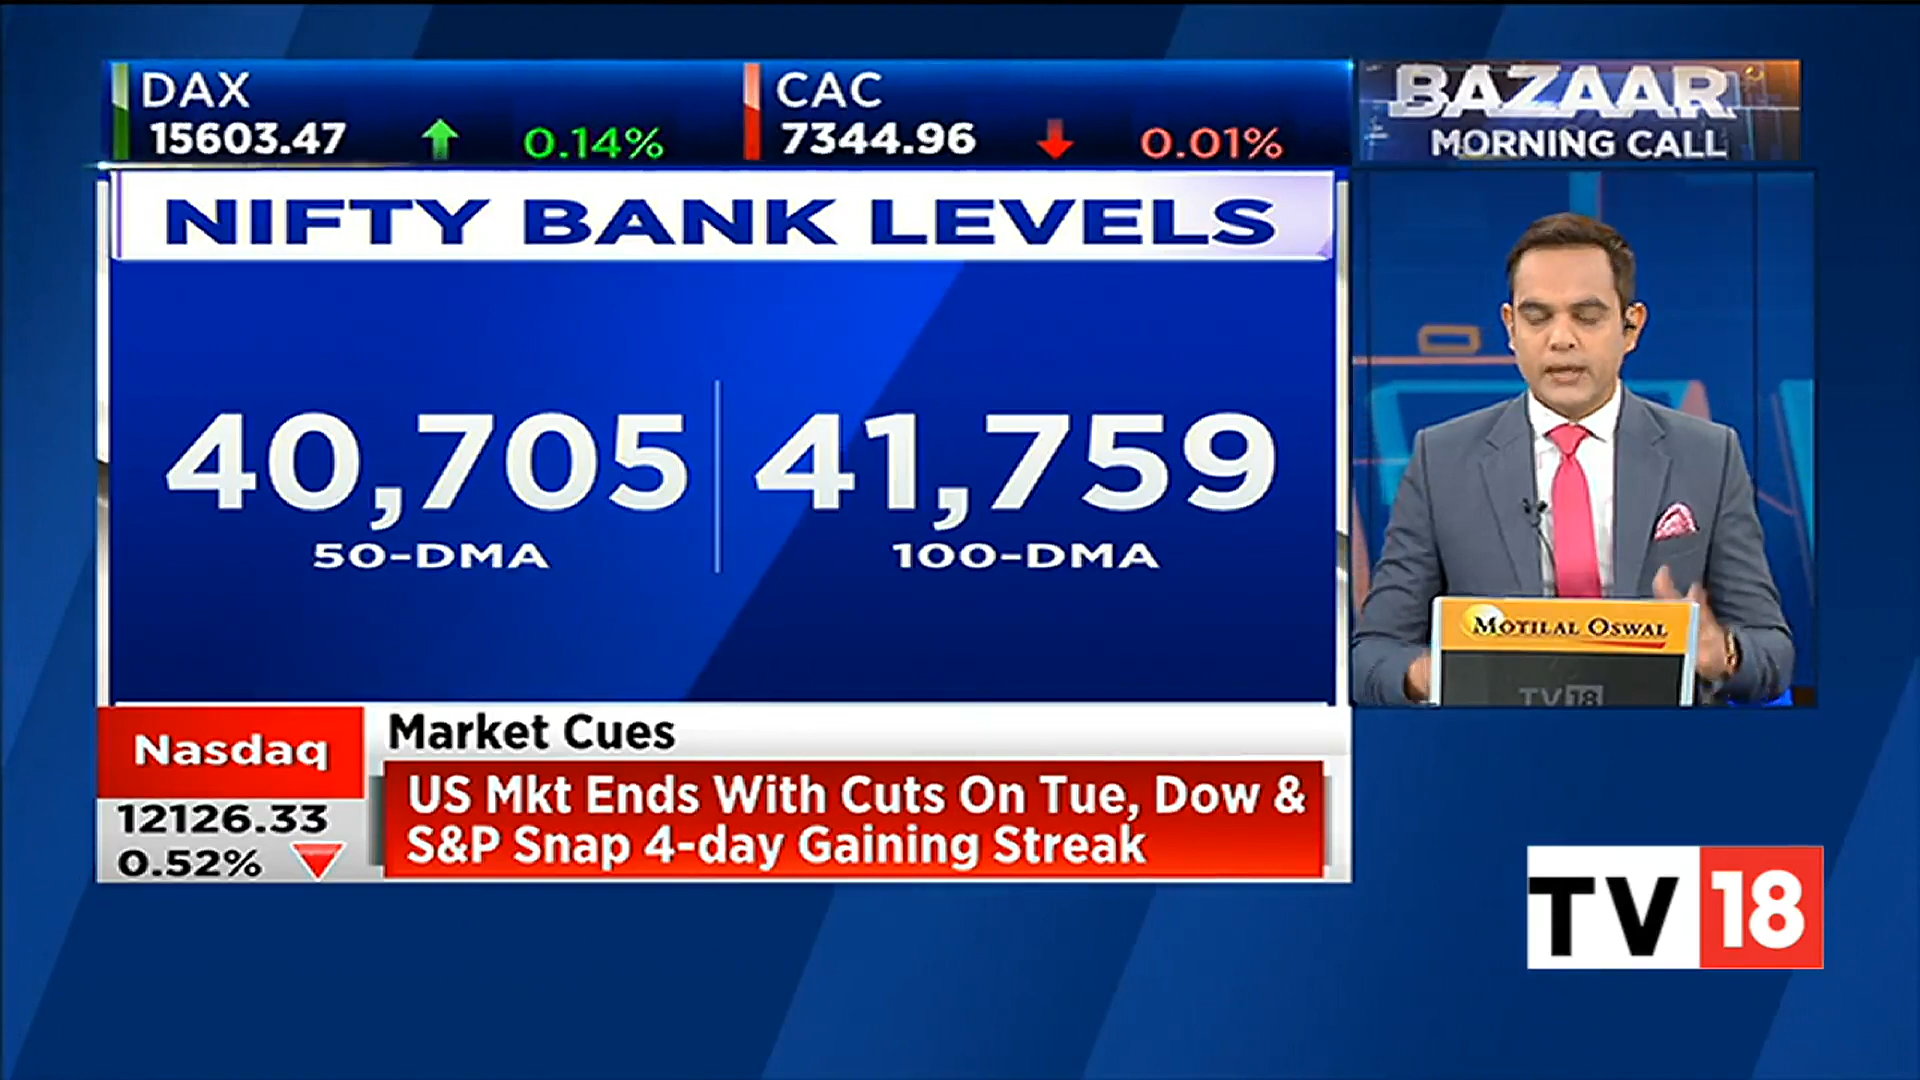 DAX
15603.47 0.14%
CAC
7344.96 0.01%
BAZAAR
MORNING CALL
NIFTY BANK LEVELS
40,705
50-DMA
41,759
100-DMA
MOTILAL OSWAL
TV18
Nasdaq
12126.33
0.52%
Market Cues
US Mkt Ends With Cuts On Tue, Dow &
S&P Snap 4-day Gaining Streak
TV18